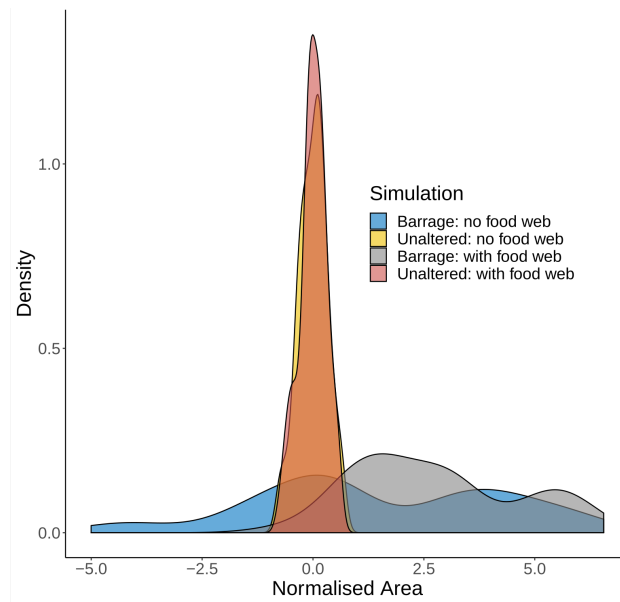 1.0
0.5
0.0
Density
Simulation
Barrage: no food web
Unaltered: no food web
Barrage: with food web
Unaltered: with food web
−5.0 −2.5 0.0 2.5 5.0
Normalised Area